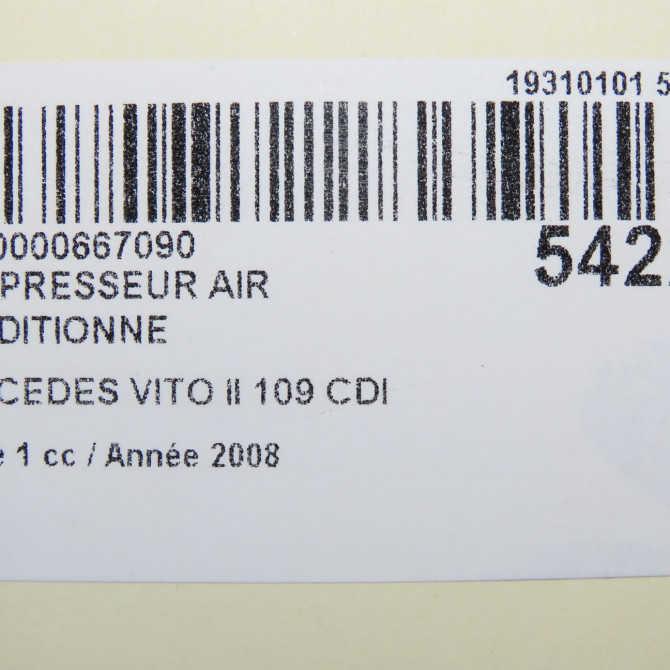 19310101 5
0000667090
542
PRESSEUR AIR
DITIONNE
CEDES VITO II 109 CDI
e 1 cc / Année 2008